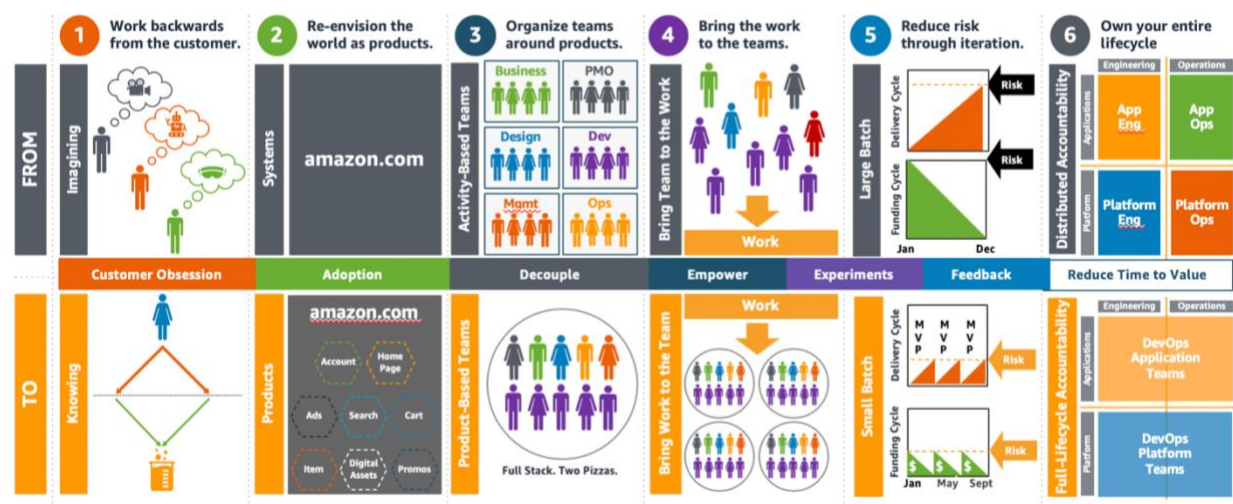 1 Work backwards
from the customer.
2 Re-envision the
world as products.
3 Organize teams
around products.
4 Bring the work
to the teams.
5 Reduce risk
through iteration.
6 Own your entire
lifecycle
FROM
Imagining
Systems
amazon.com
Activity-Based Teams
Business
PMO
Design
Dev
Mgmt
Ops
Bring Team to the Work
Work
Large Batch
Delivery Cycle
Risk
Funding Cycle
Risk
Jan
Dec
Distributed Accountability
Engineering
Operations
Applications
App
Eng
App
Ops
Platform
Platform
Eng
Platform
Ops
Customer Obsession
Adoption
Decouple
Empower
Experiments
Feedback
Reduce Time to Value
TO
Knowing
Products
amazon.com
Account
Home
Page
Ads
Search
Cart
Item
Digital
Assets
Promos
Product-Based Teams
Full Stack. Two Pizzas.
Bring Work to the Team
Work
Small Batch
Delivery Cycle
MVP
MVP
MVP
Risk
Funding Cycle
$
$
$
Risk
Jan
May
Sept
Full-Lifecycle Accountability
Engineering
Operations
Applications
DevOps
Application
Teams
Platform
DevOps
Platform
Teams